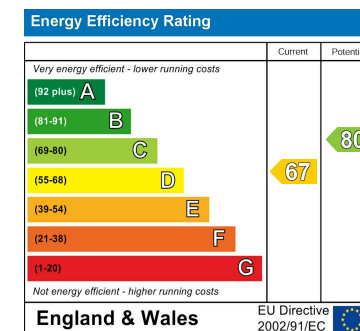 Energy Efficiency Rating
Current Potenti
Very energy efficient - lower running costs
(92 plus) A
(81-91) B
(69-80) C
80
(55-68) D
67
(39-54) E
(21-38) F
(1-20) G
Not energy efficient - higher running costs
England & Wales
EU Directive
2002/91/EC